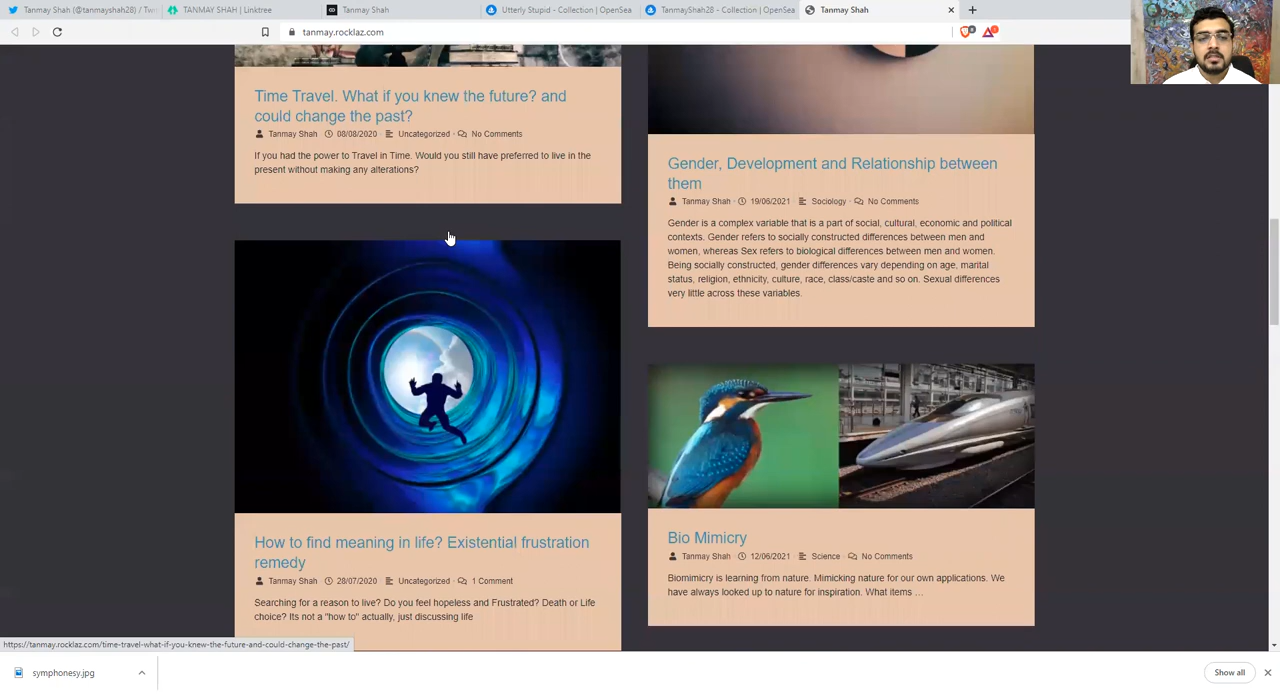 Tanmay Shah (@tanmayshah28) / Tw
TANMAY SHAH | Linktree
Tanmay Shah
Utterly Stupid - Collection | OpenSea
TanmayShah28 - Collection | OpenSea
Tanmay Shah
tanmay.rocklaz.com
Time Travel. What if you knew the future? and
could change the past?
Tanmay Shah · 08/08/2020 · Uncategorized · No Comments
If you had the power to Travel in Time. Would you still have preferred to live in the
present without making any alterations?
How to find meaning in life? Existential frustration
remedy
Tanmay Shah · 28/07/2020 · Uncategorized · 1 Comment
Searching for a reason to live? Do you feel hopeless and Frustrated? Death or Life
choice? Its not a "how to" actually, just discussing life
Gender, Development and Relationship between
them
Tanmay Shah · 19/06/2021 · Sociology · No Comments
Gender is a complex variable that is a part of social, cultural, economic and political
contexts. Gender refers to socially constructed differences between men and
women, whereas Sex refers to biological differences between men and women.
Being socially constructed, gender differences vary depending on age, marital
status, religion, ethnicity, culture, race, class/caste and so on. Sexual differences
very little across these variables.
Bio Mimicry
Tanmay Shah · 12/06/2021 · Science · No Comments
Biomimicry is learning from nature. Mimicking nature for our own applications. We
have always looked up to nature for inspiration. What items …
https://tanmay.rocklaz.com/time-travel-what-if-you-knew-the-future-and-could-change-the-past/
symphonesy.jpg
Show all